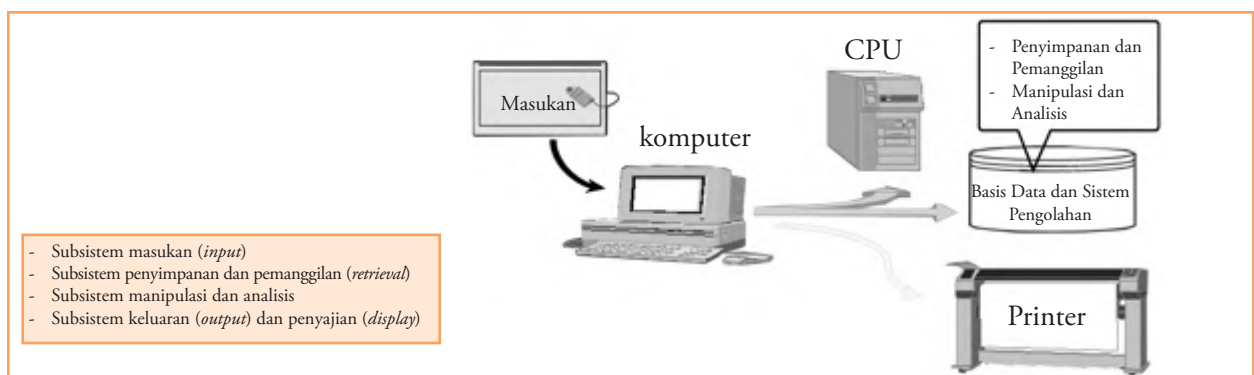 CPU
- Penyimpanan dan
Pemanggilan
- Manipulasi dan
Analisis
Masukan
komputer
Basis Data dan Sistem
Pengolahan
- Subsistem masukan (input)
- Subsistem penyimpanan dan pemanggilan (retrieval)
- Subsistem manipulasi dan analisis
- Subsistem keluaran (output) dan penyajian (display)
Printer